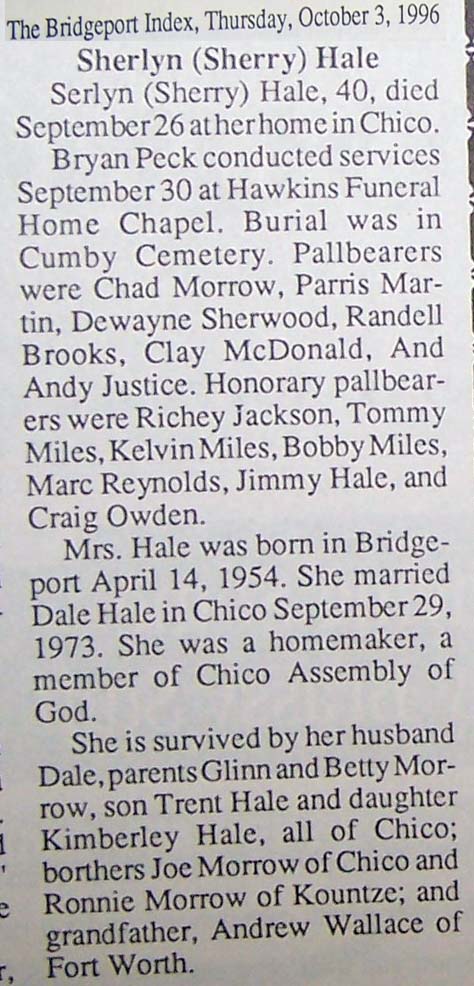 The Bridgeport Index, Thursday, October 3, 1996
Sherlyn (Sherry) Hale
Serlyn (Sherry) Hale, 40, died
September 26 at her home in Chico.
Bryan Peck conducted services
September 30 at Hawkins Funeral
Home Chapel. Burial was in
Cumby Cemetery. Pallbearers
were Chad Morrow, Parris Mar-
tin, Dewayne Sherwood, Randell
Brooks, Clay McDonald, And
Andy Justice. Honorary pallbear-
ers were Richey Jackson, Tommy
Miles, Kelvin Miles, Bobby Miles,
Marc Reynolds, Jimmy Hale, and
Craig Owden.
Mrs. Hale was born in Bridge-
port April 14, 1954. She married
Dale Hale in Chico September 29,
1973. She was a homemaker, a
member of Chico Assembly of
God.
She is survived by her husband
Dale, parents Glinn and Betty Mor-
row, son Trent Hale and daughter
Kimberley Hale, all of Chico;
borthers Joe Morrow of Chico and
Ronnie Morrow of Kountze; and
grandfather, Andrew Wallace of
Fort Worth.